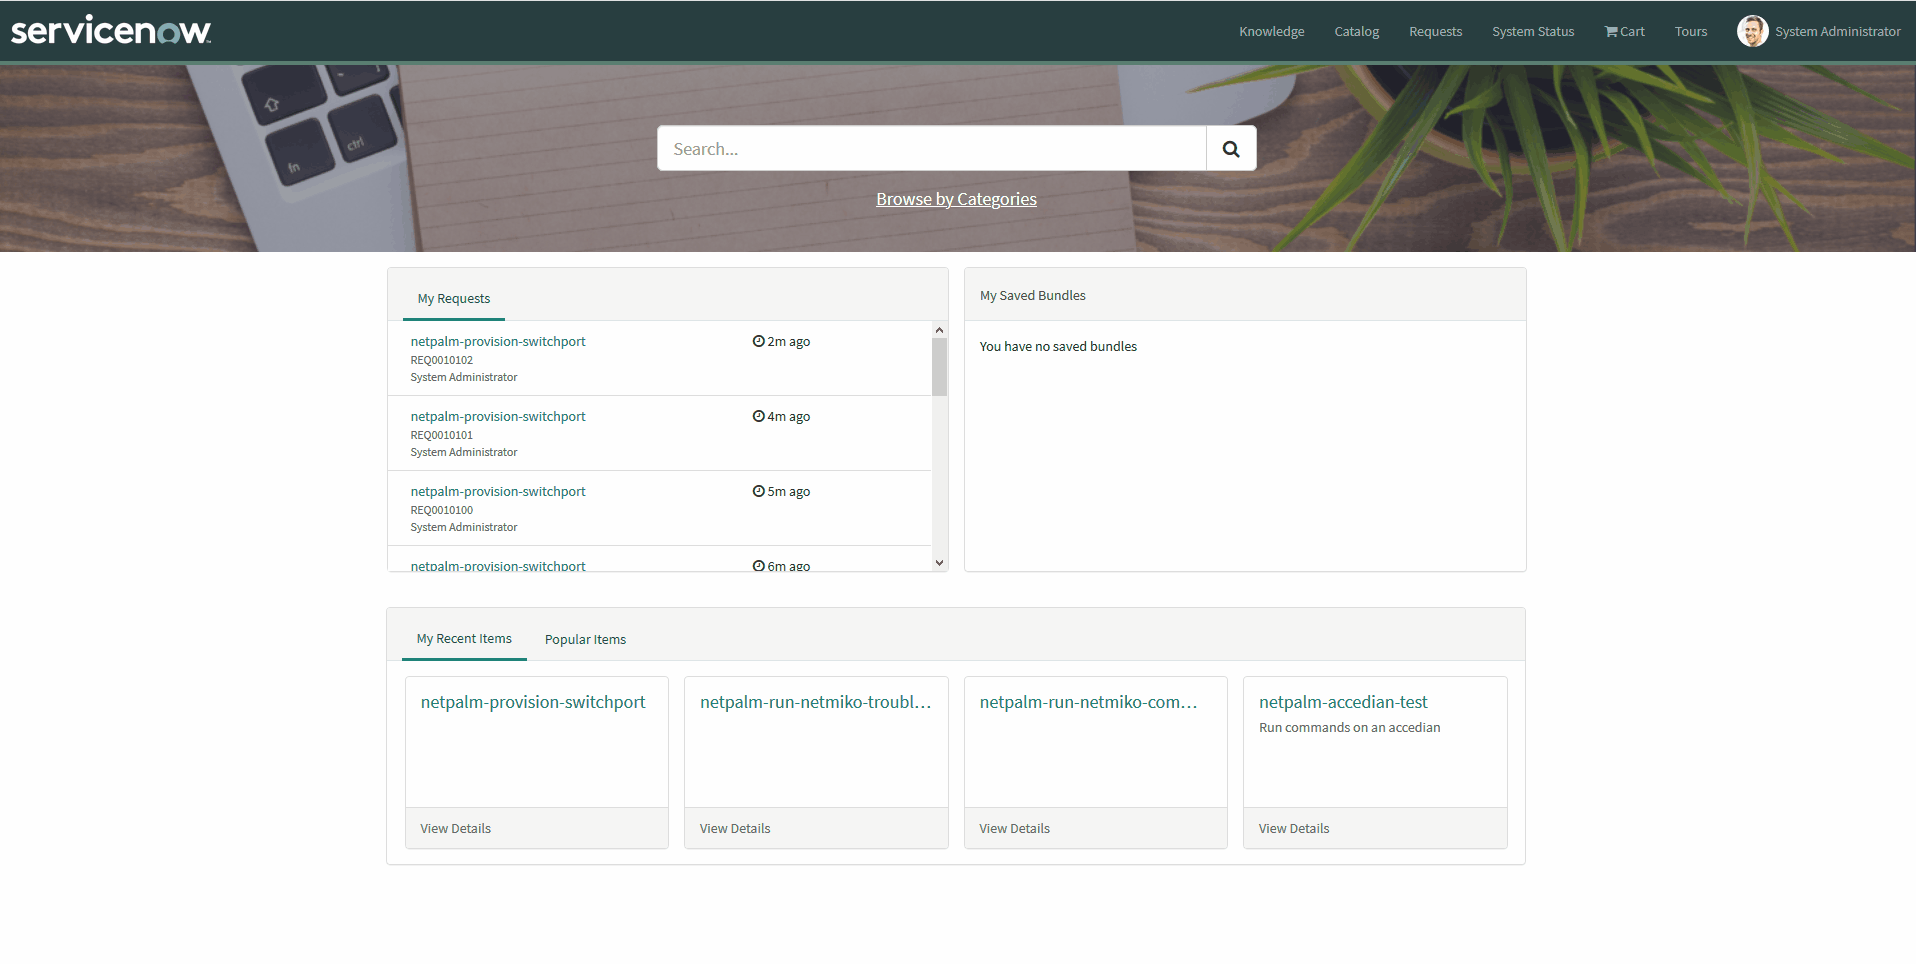 servicenow™
Knowledge
Catalog
Requests
System Status
Cart
Tours
System Administrator
fn
ctrl
Search...
Browse by Categories
My Requests
netpalm-provision-switchport
2m ago
REQ0010102
System Administrator
netpalm-provision-switchport
4m ago
REQ0010101
System Administrator
netpalm-provision-switchport
5m ago
REQ0010100
System Administrator
netpalm-provision-switchport
6m ago
My Saved Bundles
You have no saved bundles
My Recent Items
Popular Items
netpalm-provision-switchport
View Details
netpalm-run-netmiko-troubl...
View Details
netpalm-run-netmiko-com...
View Details
netpalm-accedian-test
Run commands on an accedian
View Details